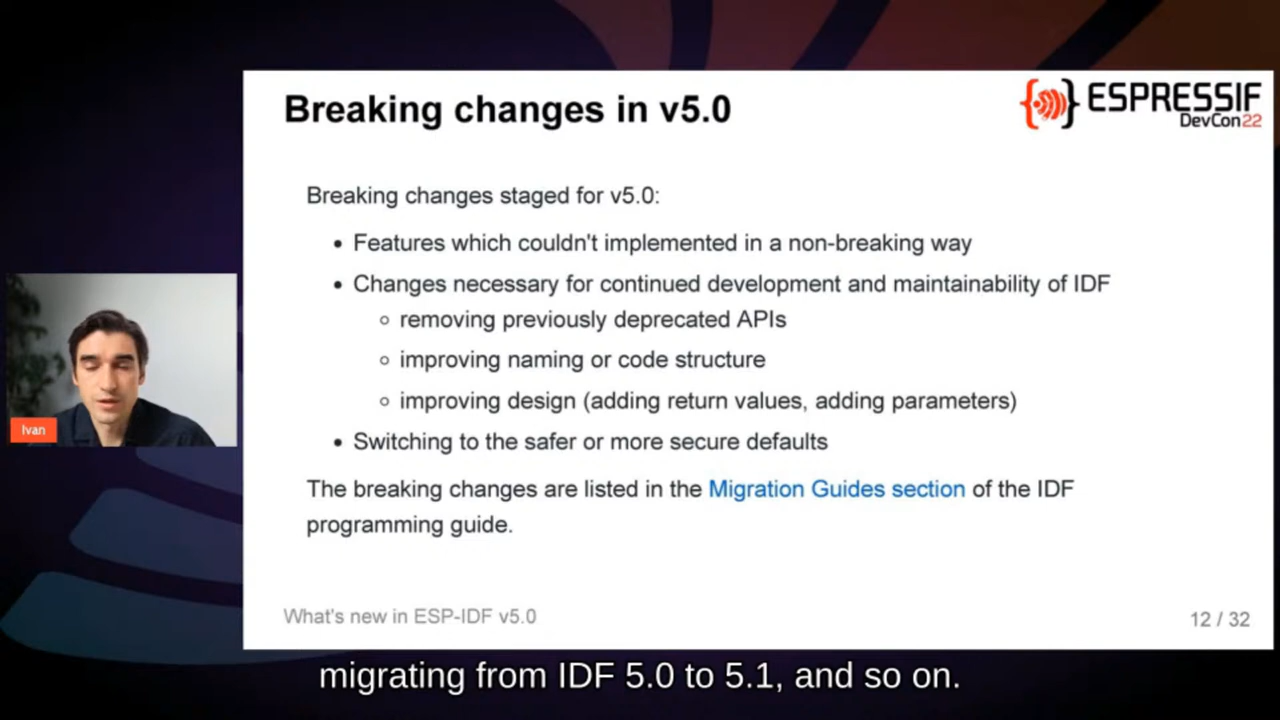 Breaking changes in v5.0
ESPRESSIF
DevCon22
Breaking changes staged for v5.0:
• Features which couldn't implemented in a non-breaking way
• Changes necessary for continued development and maintainability of IDF
◦ removing previously deprecated APIs
◦ improving naming or code structure
◦ improving design (adding return values, adding parameters)
• Switching to the safer or more secure defaults
The breaking changes are listed in the Migration Guides section of the IDF
programming guide.
Ivan
What's new in ESP-IDF v5.0
12 / 32
migrating from IDF 5.0 to 5.1, and so on.